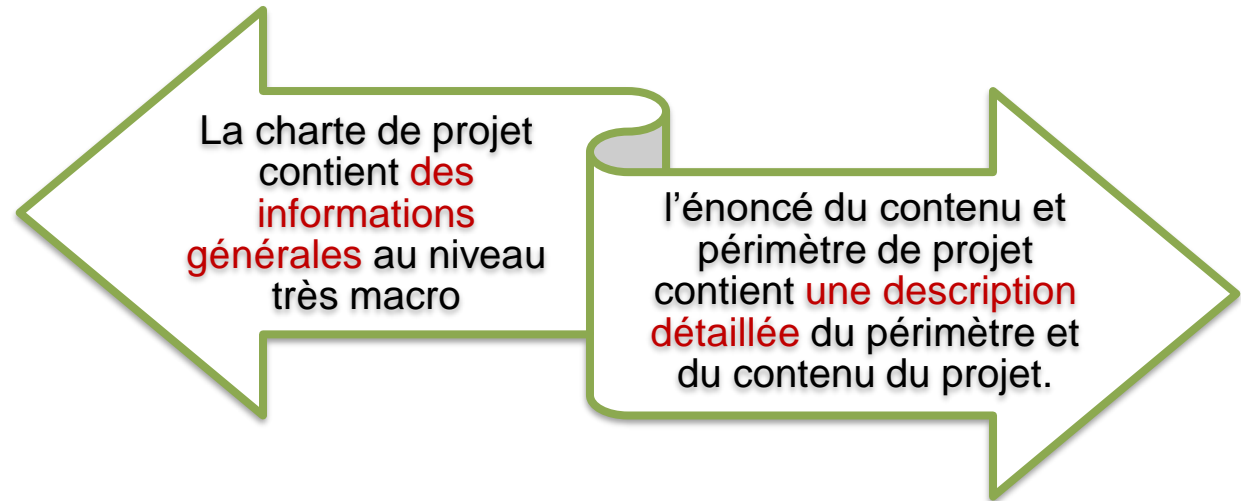 La charte de projet
contient des
informations
générales au niveau
très macro
l’énoncé du contenu et
périmètre de projet
contient une description
détaillée du périmètre et
du contenu du projet.